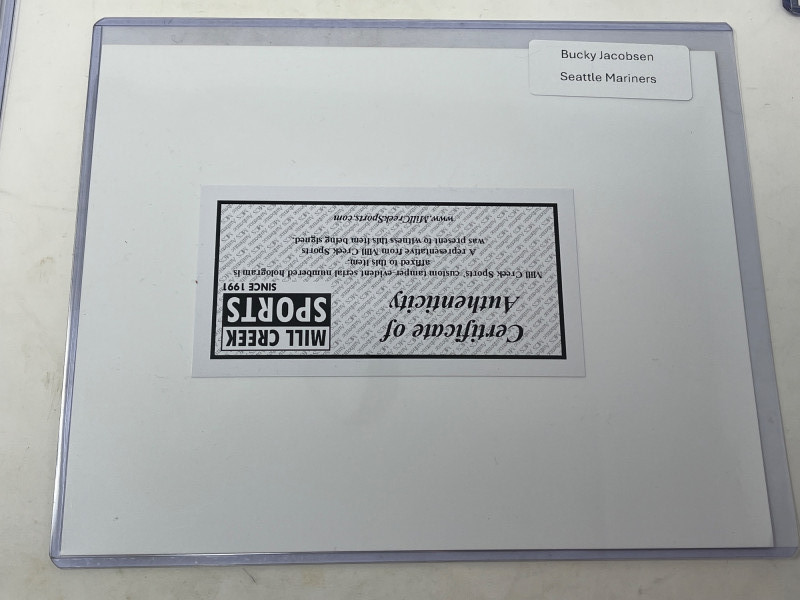 Bucky Jacobsen
Seattle Mariners
Certificate of
Authenticity
MILL CREEK
SPORTS
SINCE 1991
Mill Creek Sports, custom tamper-evident serial numbered hologram is
affixed to this item.
A representative from Mill Creek Sports
was present to witness this item being signed.
www.MillCreekSports.com